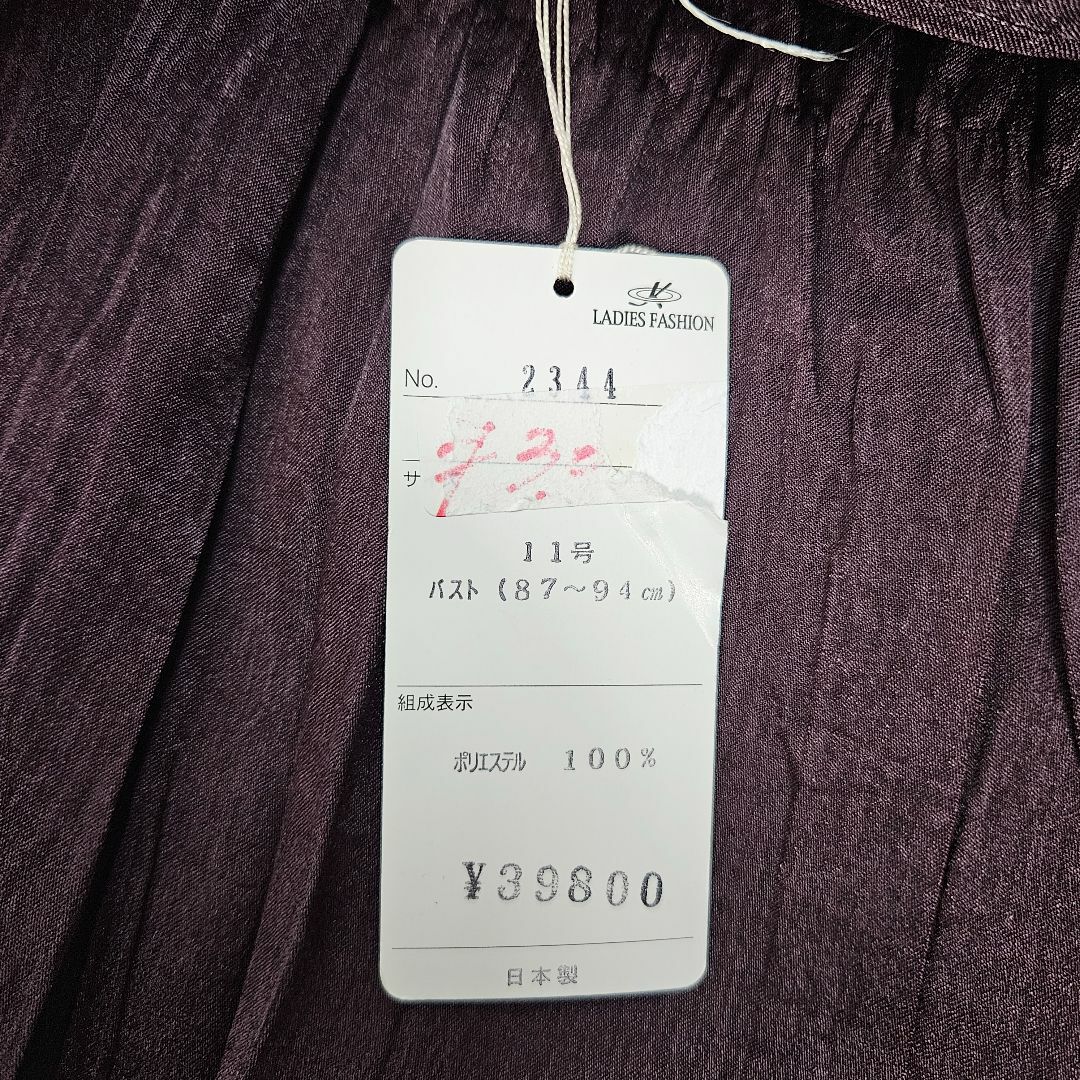 LADIES FASHION
No. 2344
サ
11号
バスト (87～94㎝)
組成表示
ポリエステル 100%
¥39800
日本製